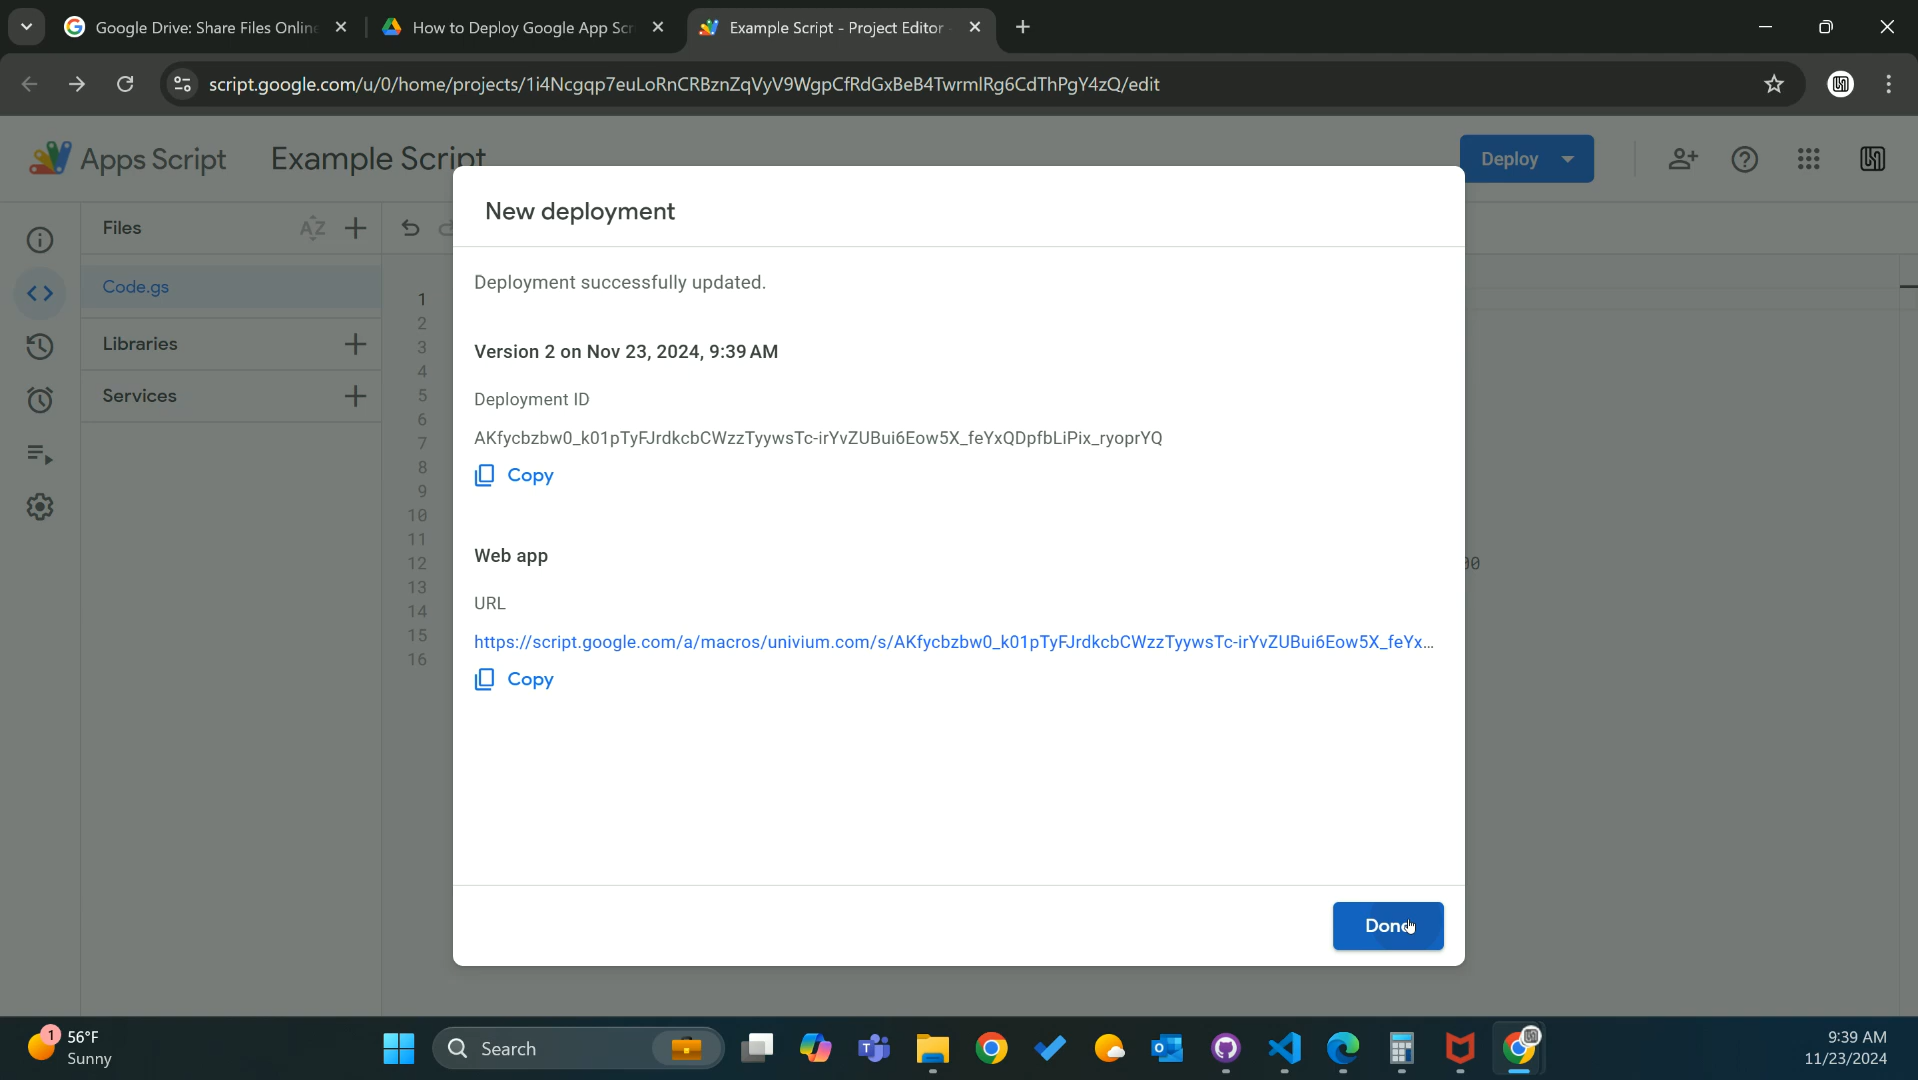 Google Drive: Share Files Onlin
How to Deploy Google App Scr
Example Script - Project Editor
script.google.com/u/0/home/projects/1i4Ncgqp7euLoRnCRBznZqVyV9WgpCfRdGxBeB4TwrmlRg6CdThPgY4zQ/edit
Apps Script
Example Script
Deploy
New deployment
Files
AZ
Code.gs
Libraries
Services
1
2
3
4
5
6
7
8
9
10
11
12
13
14
15
16
Deployment successfully updated.
Version 2 on Nov 23, 2024, 9:39 AM
Deployment ID
AKfycbzbw0_k01pTyFJrdkcbCWzzTyywsTc-irYvZUBui6Eow5X_feYxQDpfbLiPix_ryoprYQ
Copy
Web app
URL
https://script.google.com/a/macros/univium.com/s/AKfycbzbw0_k01pTyFJrdkcbCWzzTyywsTc-irYvZUBui6Eow5X_feYx…
Copy
Done
1
56°F
Sunny
Search
9:39 AM
11/23/2024